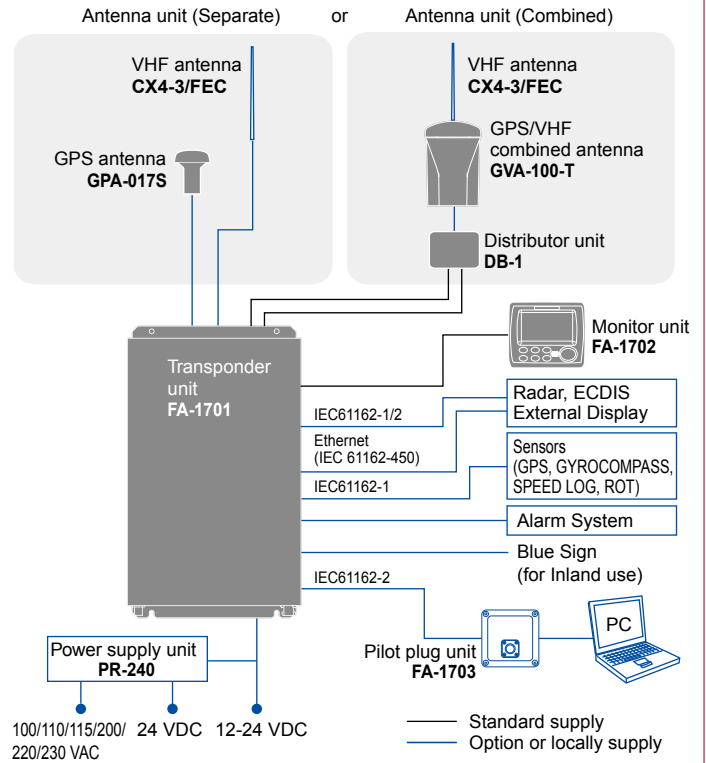 Antenna unit (Separate) or Antenna unit (Combined)
VHF antenna
CX4-3/FEC
GPS antenna
GPA-017S
VHF antenna
CX4-3/FEC
GPS/VHF
combined antenna
GVA-100-T
Distributor unit
DB-1
Transponder
unit
FA-1701
Monitor unit
FA-1702
IEC61162-1/2
Radar, ECDIS
External Display
Ethernet
(IEC 61162-450)
IEC61162-1
Sensors
(GPS, GYROCOMPASS,
SPEED LOG, ROT)
Alarm System
Blue Sign
(for Inland use)
IEC61162-2
Pilot plug unit
FA-1703
PC
Power supply unit
PR-240
100/110/115/200/
220/230 VAC
24 VDC
12-24 VDC
Standard supply
Option or locally supply